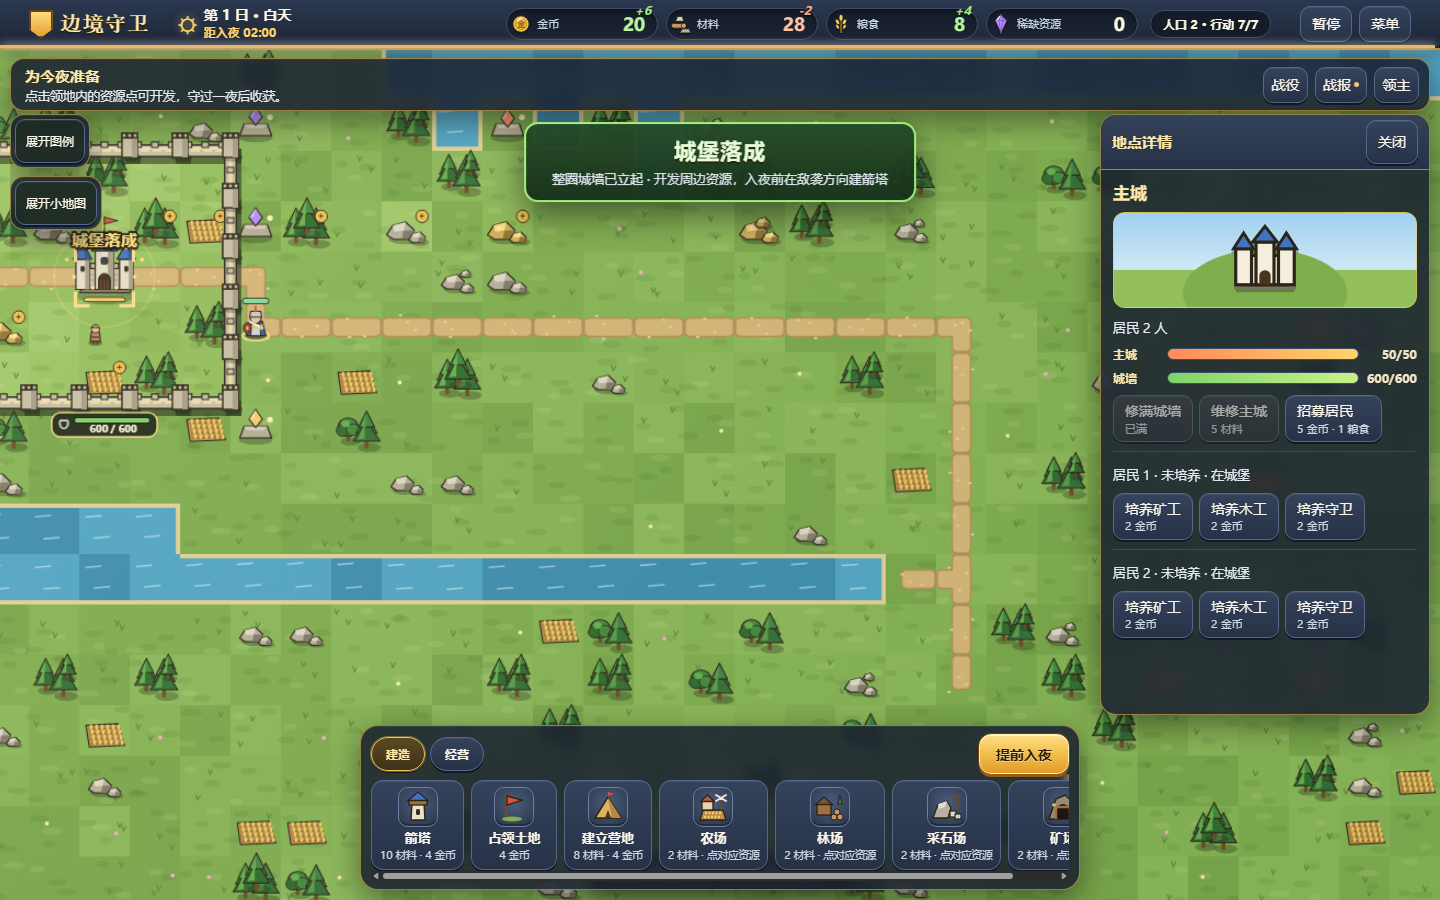 边境守卫
第 1 日 · 白天
距入夜 02:00
金币
+6
20
材料
-2
28
粮食
+4
8
稀缺资源
0
人口 2 · 行动 7/7
暂停
菜单
为今夜准备
点击领地内的资源点可开发，守过一夜后收获。
战役
战报
领主
展开图例
展开小地图
城堡落成
整圈城墙已立起 · 开发周边资源，入夜前在敌袭方向建箭塔
城堡落成
600 / 600
地点详情
关闭
主城
居民 2 人
主城
50/50
城墙
600/600
修满城墙
已满
维修主城
5 材料
招募居民
5 金币 · 1 粮食
居民 1 · 未培养 · 在城堡
培养矿工
2 金币
培养木工
2 金币
培养守卫
2 金币
居民 2 · 未培养 · 在城堡
培养矿工
2 金币
培养木工
2 金币
培养守卫
2 金币
建造
经营
提前入夜
箭塔
10 材料 · 4 金币
占领土地
4 金币
建立营地
8 材料 · 4 金币
农场
2 材料 · 点对应资源
林场
2 材料 · 点对应资源
采石场
2 材料 · 点对应资源
2 材料 · 点